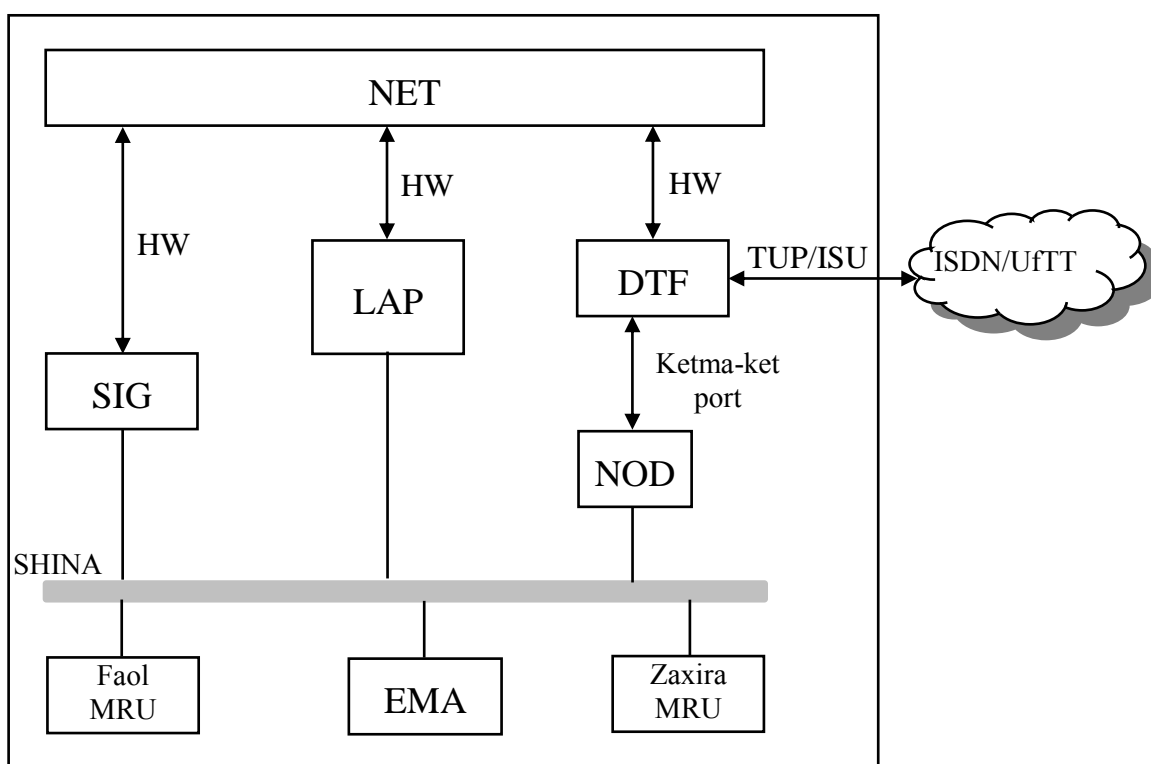 NET
HW
HW
HW
LAP
DTF
TUP/ISU
ISDN/UfTT
SIG
Ketma-ket
port
NOD
SHINA
Faol
MRU
EMA
Zaxira
MRU